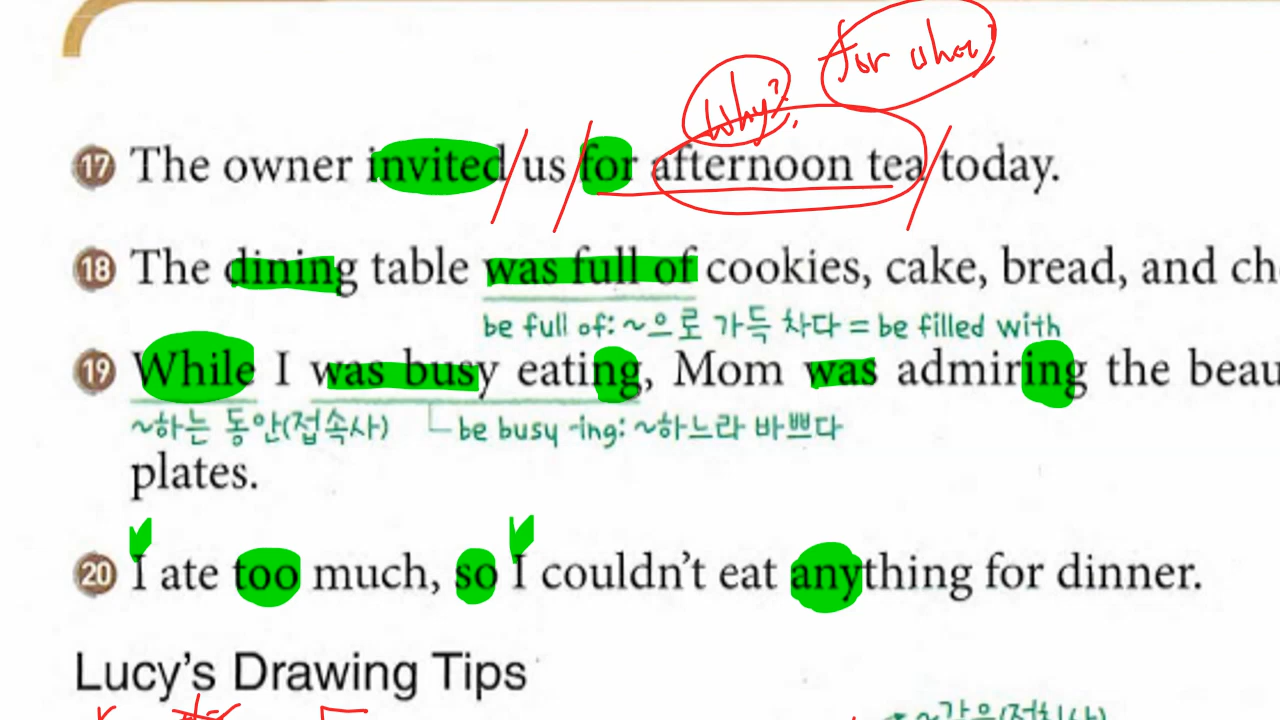 for what?
Why?
17 The owner invited us for afternoon tea today.
18 The dining table was full of cookies, cake, bread, and
be full of: ~으로 가득 차다 = be filled with
19 While I was busy eating, Mom was admiring the
~하는 동안(접속사) be busy -ing: ~하느라 바쁘다
plates.
20 I ate too much, so I couldn't eat anything for dinner.
Lucy's Drawing Tips